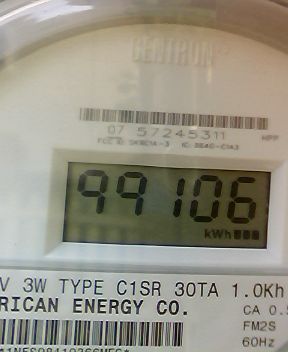 CENTRON
07 57245311
99106
kWh
V 3W TYPE C1SR 30TA 1.0Kh
RICAN ENERGY CO.
CA 0.5
FM2S
60Hz